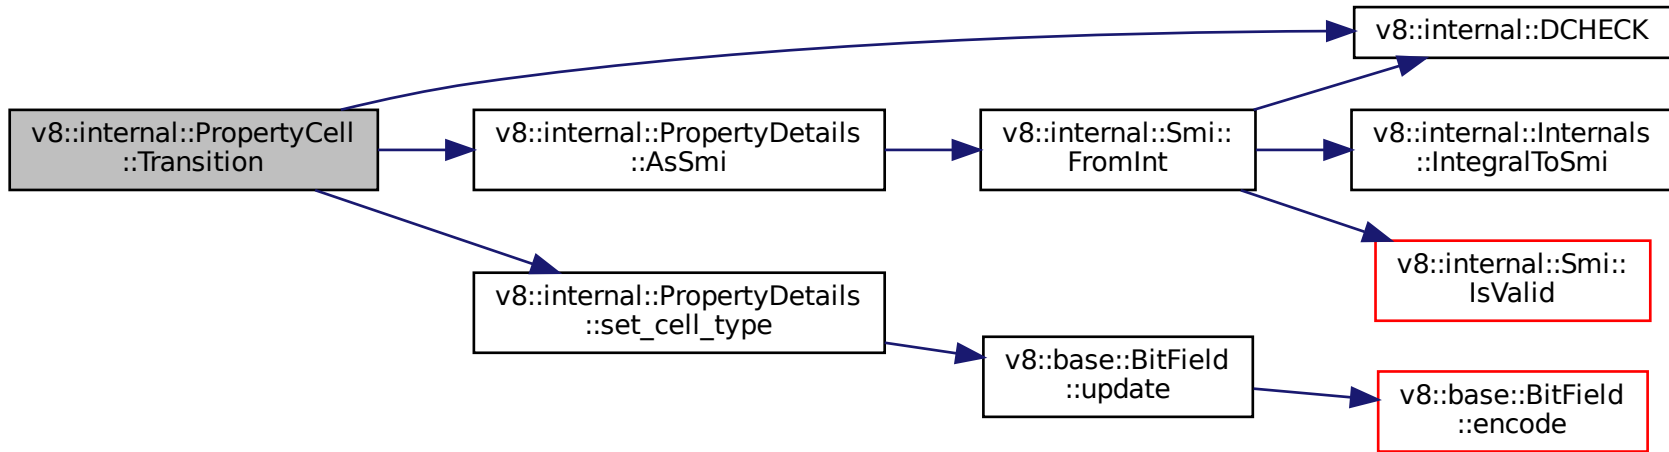 v8::internal::PropertyCell
::Transition
v8::internal::DCHECK
v8::internal::PropertyDetails
::AsSmi
v8::internal::Smi::
FromInt
v8::internal::Internals
::IntegralToSmi
v8::internal::Smi::
IsValid
v8::internal::PropertyDetails
::set_cell_type
v8::base::BitField
::update
v8::base::BitField
::encode